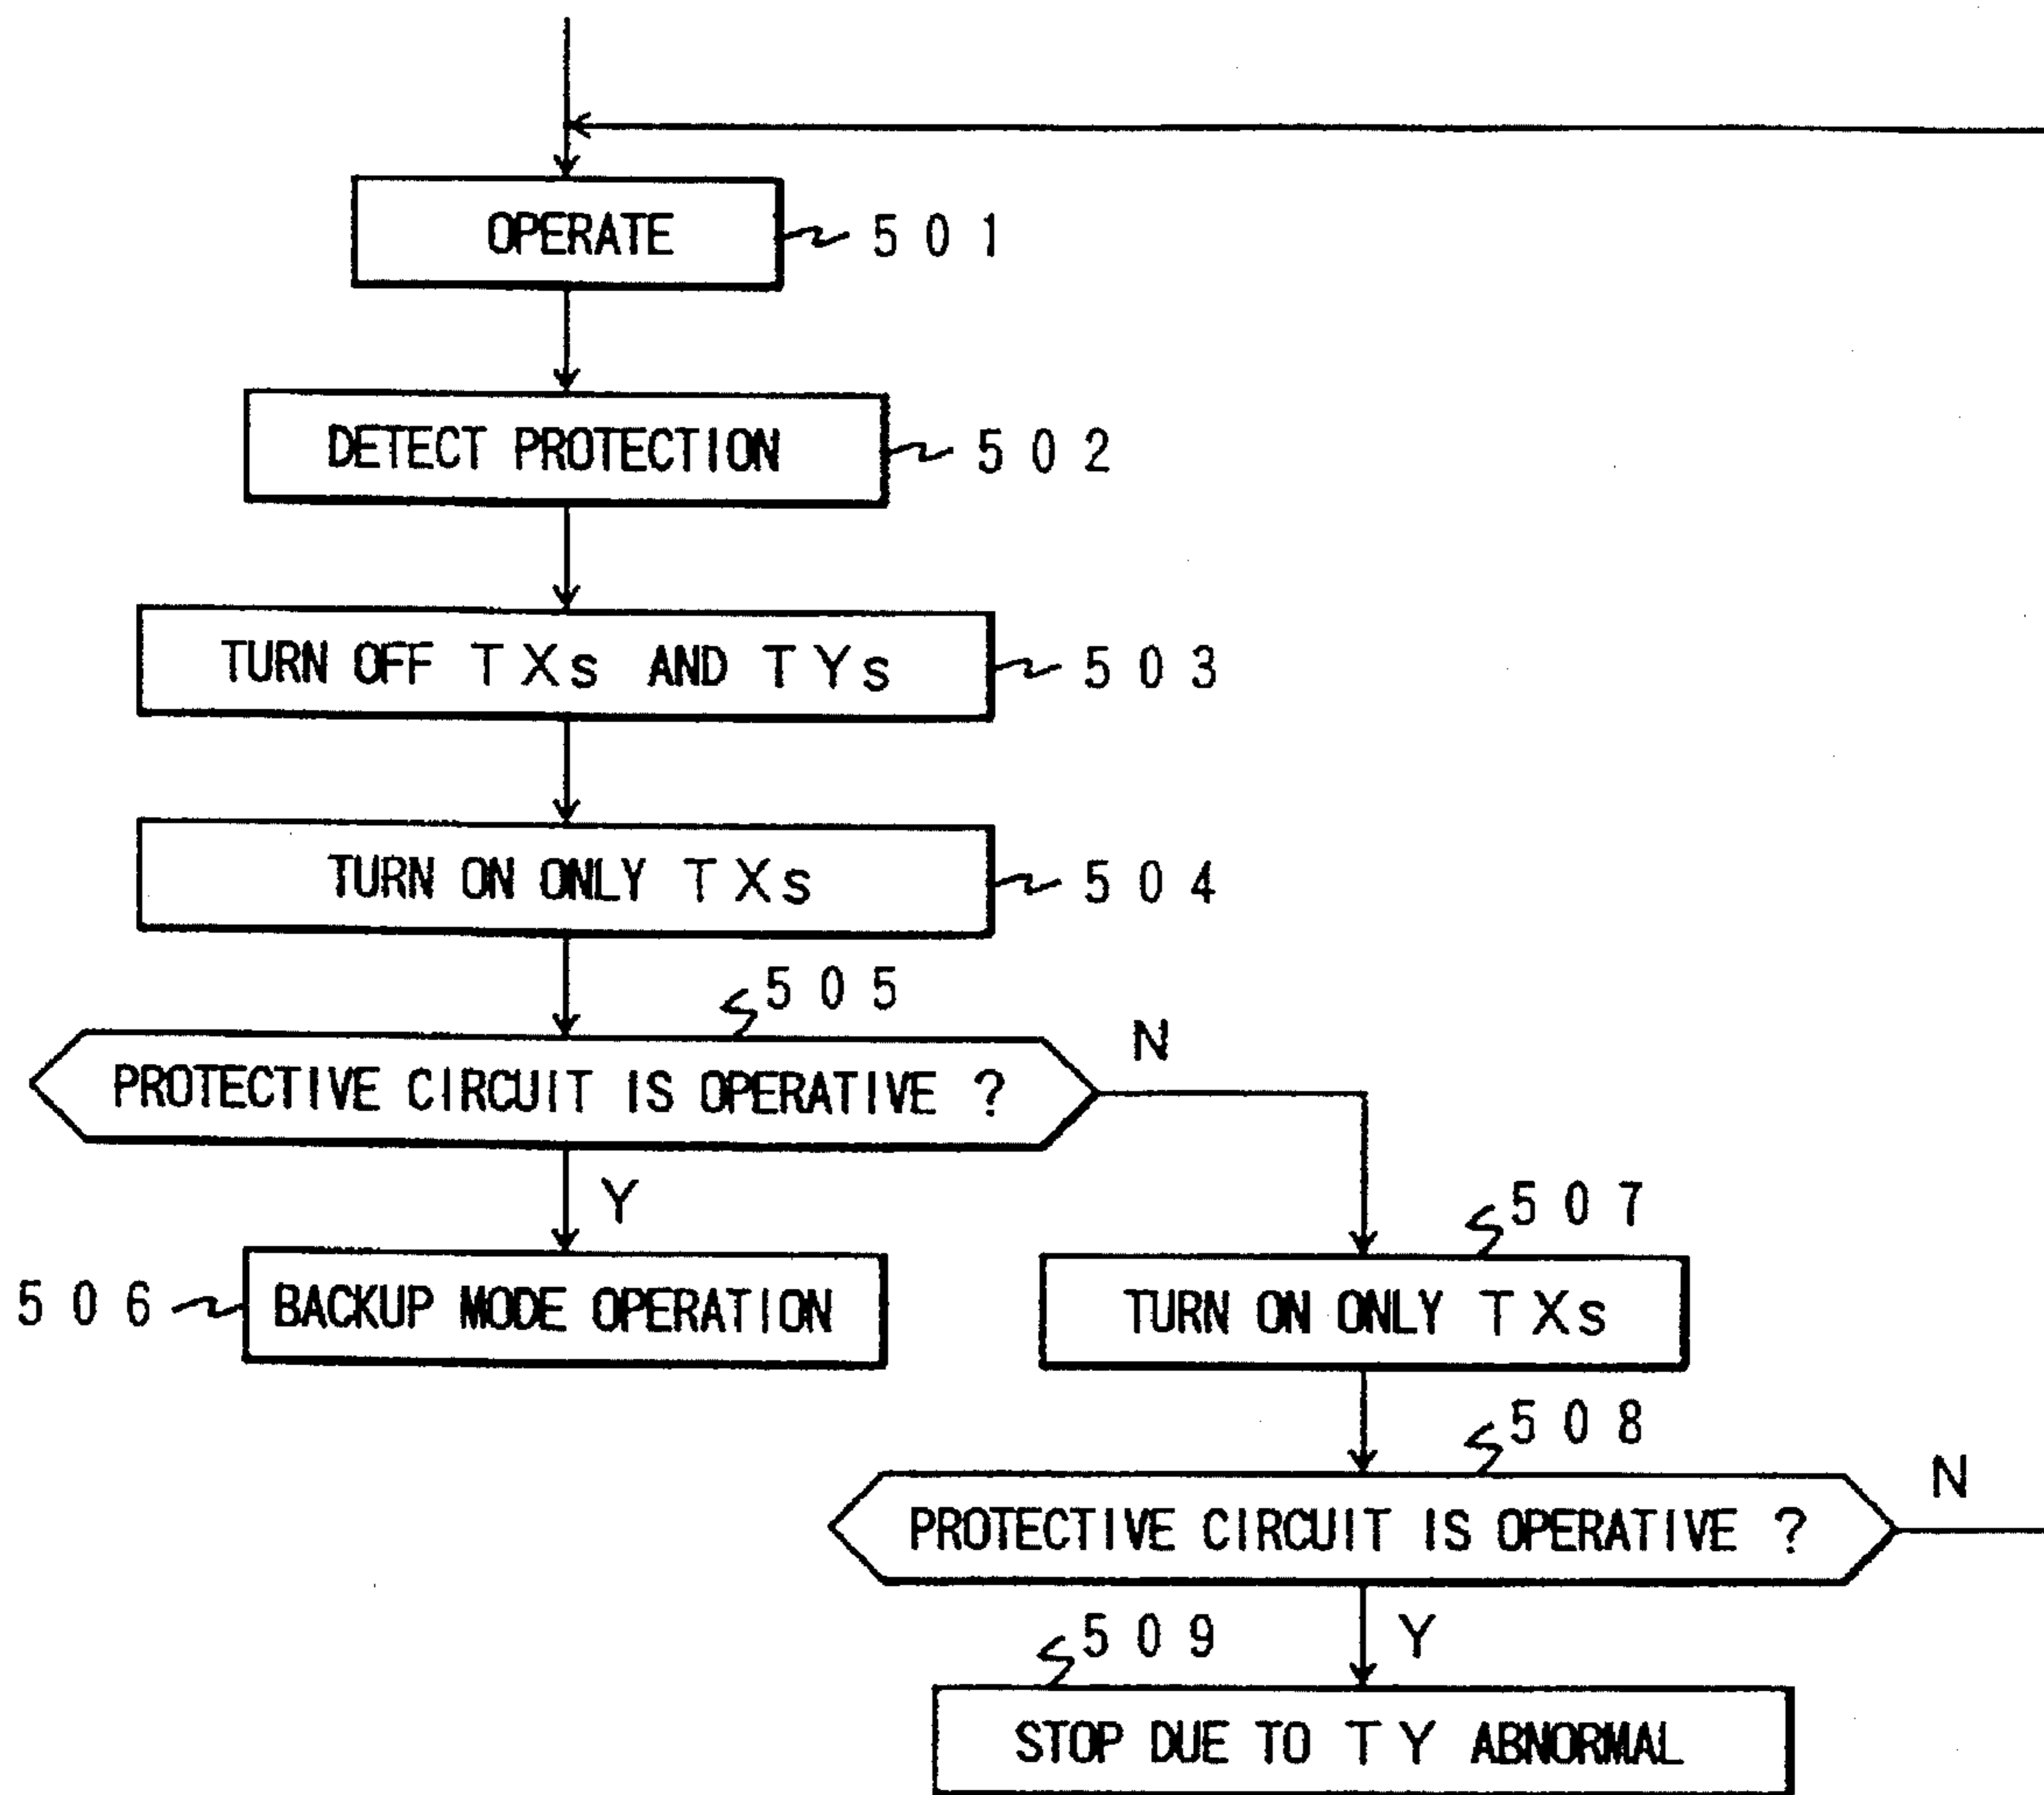 OPERATE
501
DETECT PROTECTION
502
TURN OFF TXs AND TYs
503
TURN ON ONLY TXs
504
505
PROTECTIVE CIRCUIT IS OPERATIVE ?
N
Y
506
BACKUP MODE OPERATION
507
TURN ON ONLY TXs
508
PROTECTIVE CIRCUIT IS OPERATIVE ?
N
Y
509
STOP DUE TO TY ABNORMAL